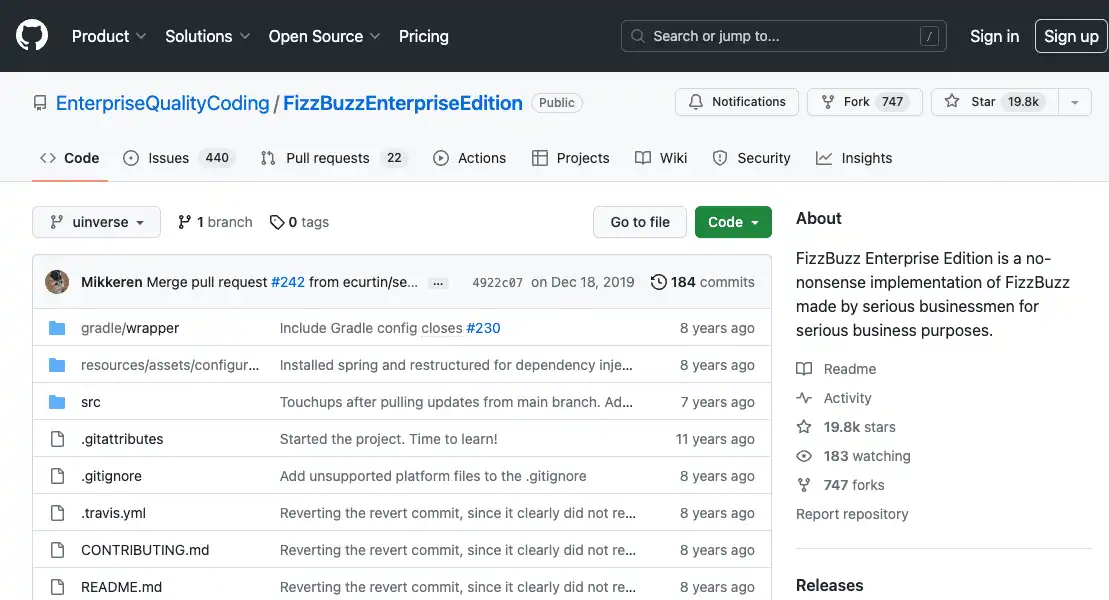 Product Solutions Open Source Pricing Search or jump to... / Sign in Sign up
EnterpriseQualityCoding / FizzBuzzEnterpriseEdition Public Notifications Fork 747 Star 19.8k
Code Issues 440 Pull requests 22 Actions Projects Wiki Security Insights
uinverse 1 branch 0 tags Go to file Code
Mikkeren Merge pull request #242 from ecurtin/se... ... 4922c07 on Dec 18, 2019 184 commits
gradle/wrapper Include Gradle config closes #230 8 years ago
resources/assets/configur... Installed spring and restructured for dependency inje... 8 years ago
src Touchups after pulling updates from main branch. Ad... 7 years ago
.gitattributes Started the project. Time to learn! 11 years ago
.gitignore Add unsupported platform files to the .gitignore 8 years ago
.travis.yml Reverting the revert commit, since it clearly did not re... 8 years ago
CONTRIBUTING.md Reverting the revert commit, since it clearly did not re... 8 years ago
README.md Reverting the revert commit, since it clearly did not re... 8 years ago
About
FizzBuzz Enterprise Edition is a no-
nonsense implementation of FizzBuzz
made by serious businessmen for
serious business purposes.
Readme
Activity
19.8k stars
183 watching
747 forks
Report repository
Releases